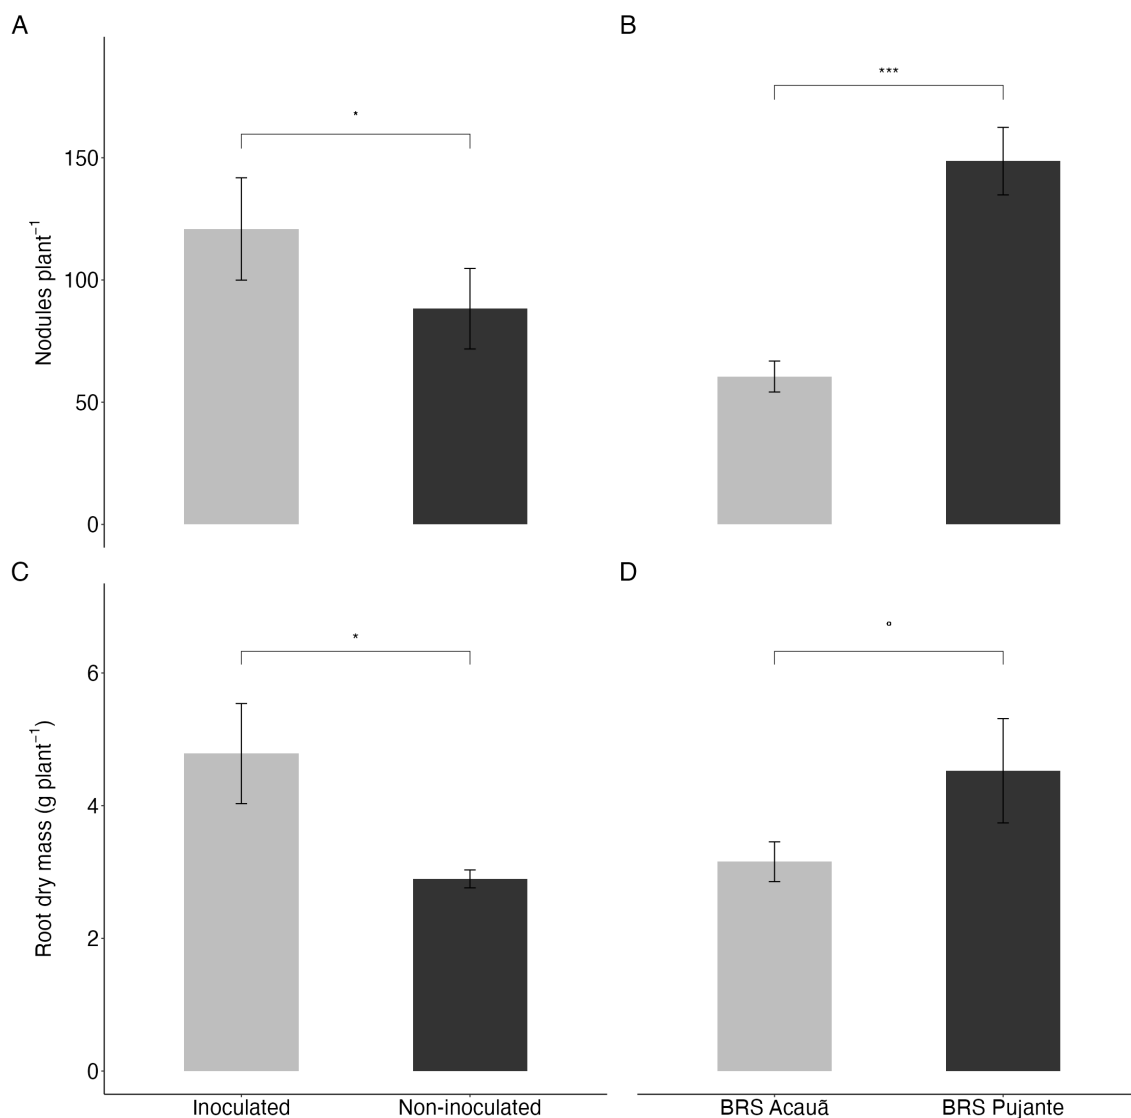 A
B
*
***
150
100
50
0
Nodules plant⁻¹
C
D
*
°
6
4
2
0
Root dry mass (g plant⁻¹)
Inoculated
Non-inoculated
BRS Acauã
BRS Pujante